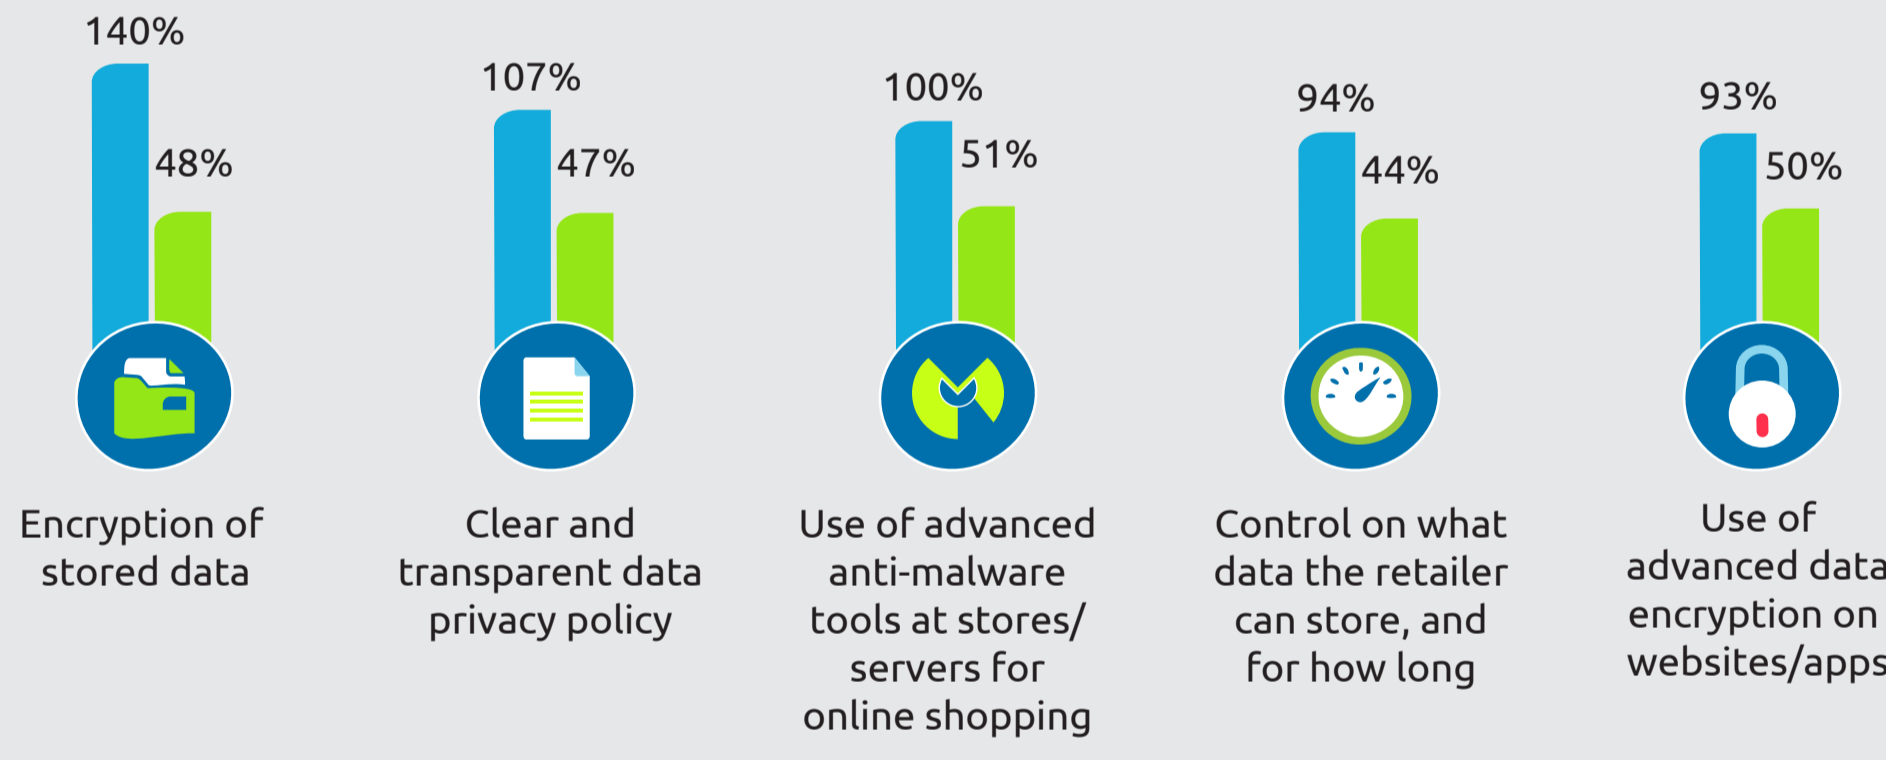 140%
48%
107%
47%
100%
51%
94%
44%
93%
50%
Encryption of
stored data
Clear and
transparent data
privacy policy
Use of advanced
anti-malware
tools at stores/
servers for
online shopping
Control on what
data the retailer
can store, and
for how long
Use of
advanced data
encryption on
websites/apps